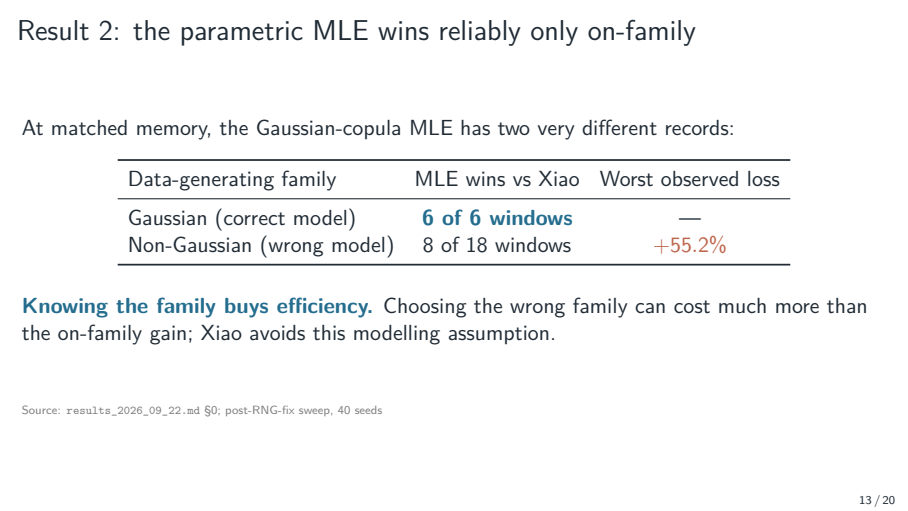 Result 2: the parametric MLE wins reliably only on-family
At matched memory, the Gaussian-copula MLE has two very different records:
Data-generating family MLE wins vs Xiao Worst observed loss
Gaussian (correct model) 6 of 6 windows —
Non-Gaussian (wrong model) 8 of 18 windows +55.2%
Knowing the family buys efficiency. Choosing the wrong family can cost much more than
the on-family gain; Xiao avoids this modelling assumption.
Source: results_2026_09_22.md §0; post-RNG-fix sweep, 40 seeds
13 / 20